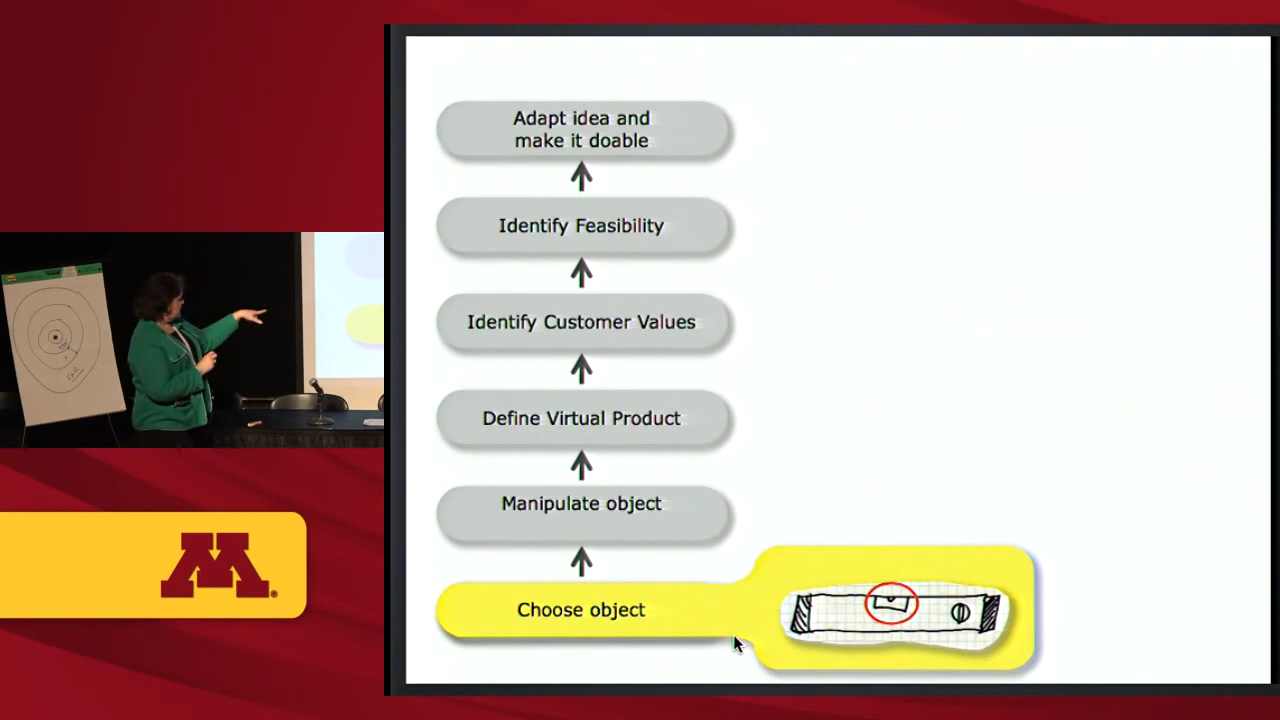 Adapt idea and
make it doable
Identify Feasibility
Identify Customer Values
Define Virtual Product
Manipulate object
Choose object
M